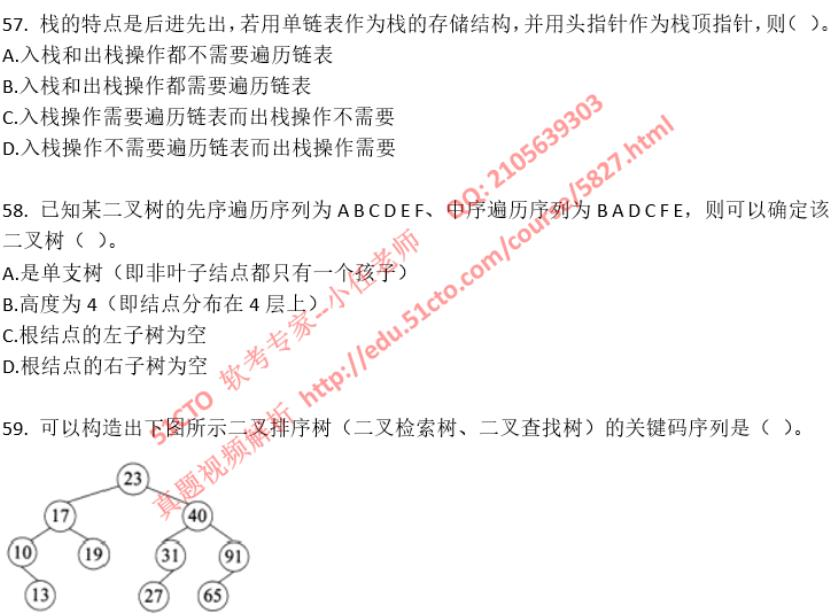 57. 栈的特点是后进先出，若用单链表作为栈的存储结构，并用头指针作为栈顶指针，则（ ）。
A.入栈和出栈操作都不需要遍历链表
B.入栈和出栈操作都需要遍历链表
C.入栈操作需要遍历链表而出栈操作不需要
D.入栈操作不需要遍历链表而出栈操作需要
58. 已知某二叉树的先序遍历序列为 A B C D E F、中序遍历序列为 B A D C F E，则可以确定该
二叉树（ ）。
A.是单支树（即非叶子结点都只有一个孩子）
B.高度为 4（即结点分布在 4 层上）
C.根结点的左子树为空
D.根结点的右子树为空
59. 可以构造出下图所示二叉排序树（二叉检索树、二叉查找树）的关键码序列是（ ）。
23
17 40
10 19 31 91
13 27 65
51CTO 软考专家--小任老师 QQ: 2105639303
真题视频解析 http://edu.51cto.com/course/5827.html